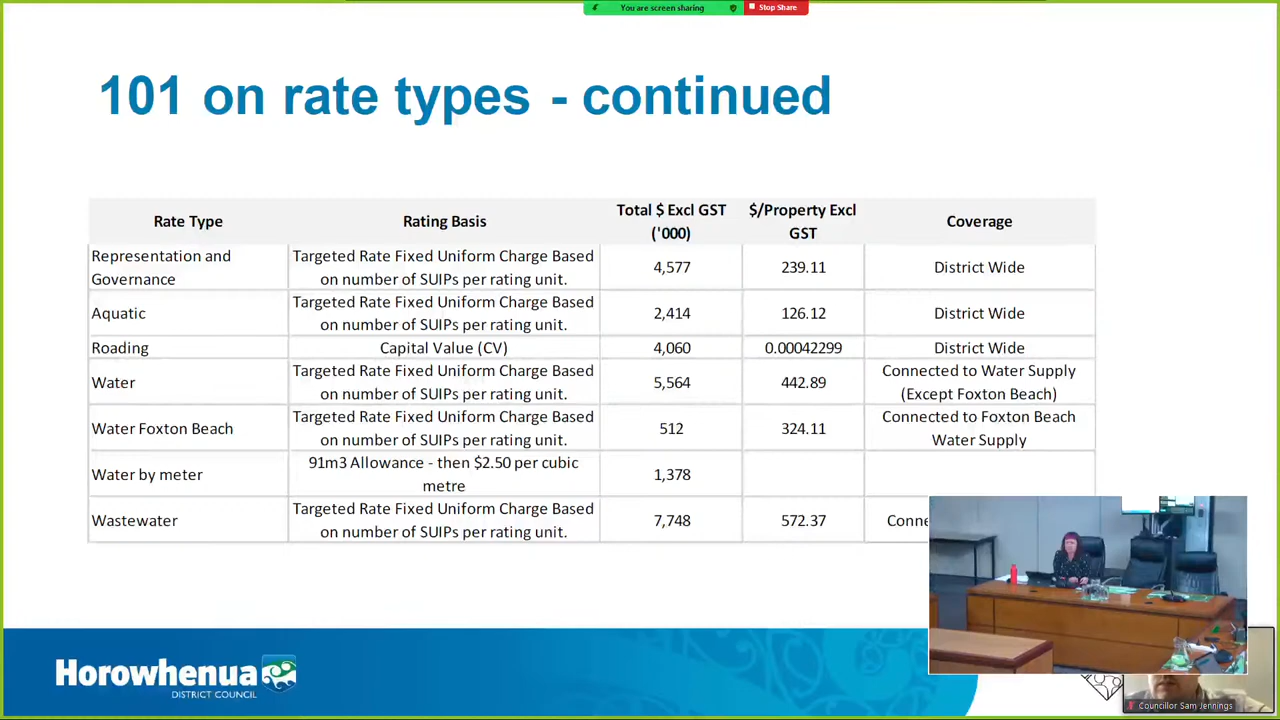 You are screen sharing
Stop Share
101 on rate types - continued
Rate Type Rating Basis Total $ Excl GST ('000) $/Property Excl GST Coverage
Representation and Governance Targeted Rate Fixed Uniform Charge Based on number of SUIPs per rating unit. 4,577 239.11 District Wide
Aquatic Targeted Rate Fixed Uniform Charge Based on number of SUIPs per rating unit. 2,414 126.12 District Wide
Roading Capital Value (CV) 4,060 0.00042299 District Wide
Water Targeted Rate Fixed Uniform Charge Based on number of SUIPs per rating unit. 5,564 442.89 Connected to Water Supply (Except Foxton Beach)
Water Foxton Beach Targeted Rate Fixed Uniform Charge Based on number of SUIPs per rating unit. 512 324.11 Connected to Foxton Beach Water Supply
Water by meter 91m3 Allowance - then $2.50 per cubic metre 1,378
Wastewater Targeted Rate Fixed Uniform Charge Based on number of SUIPs per rating unit. 7,748 572.37
Horowhenua
DISTRICT COUNCIL
Councillor Sam Jennings